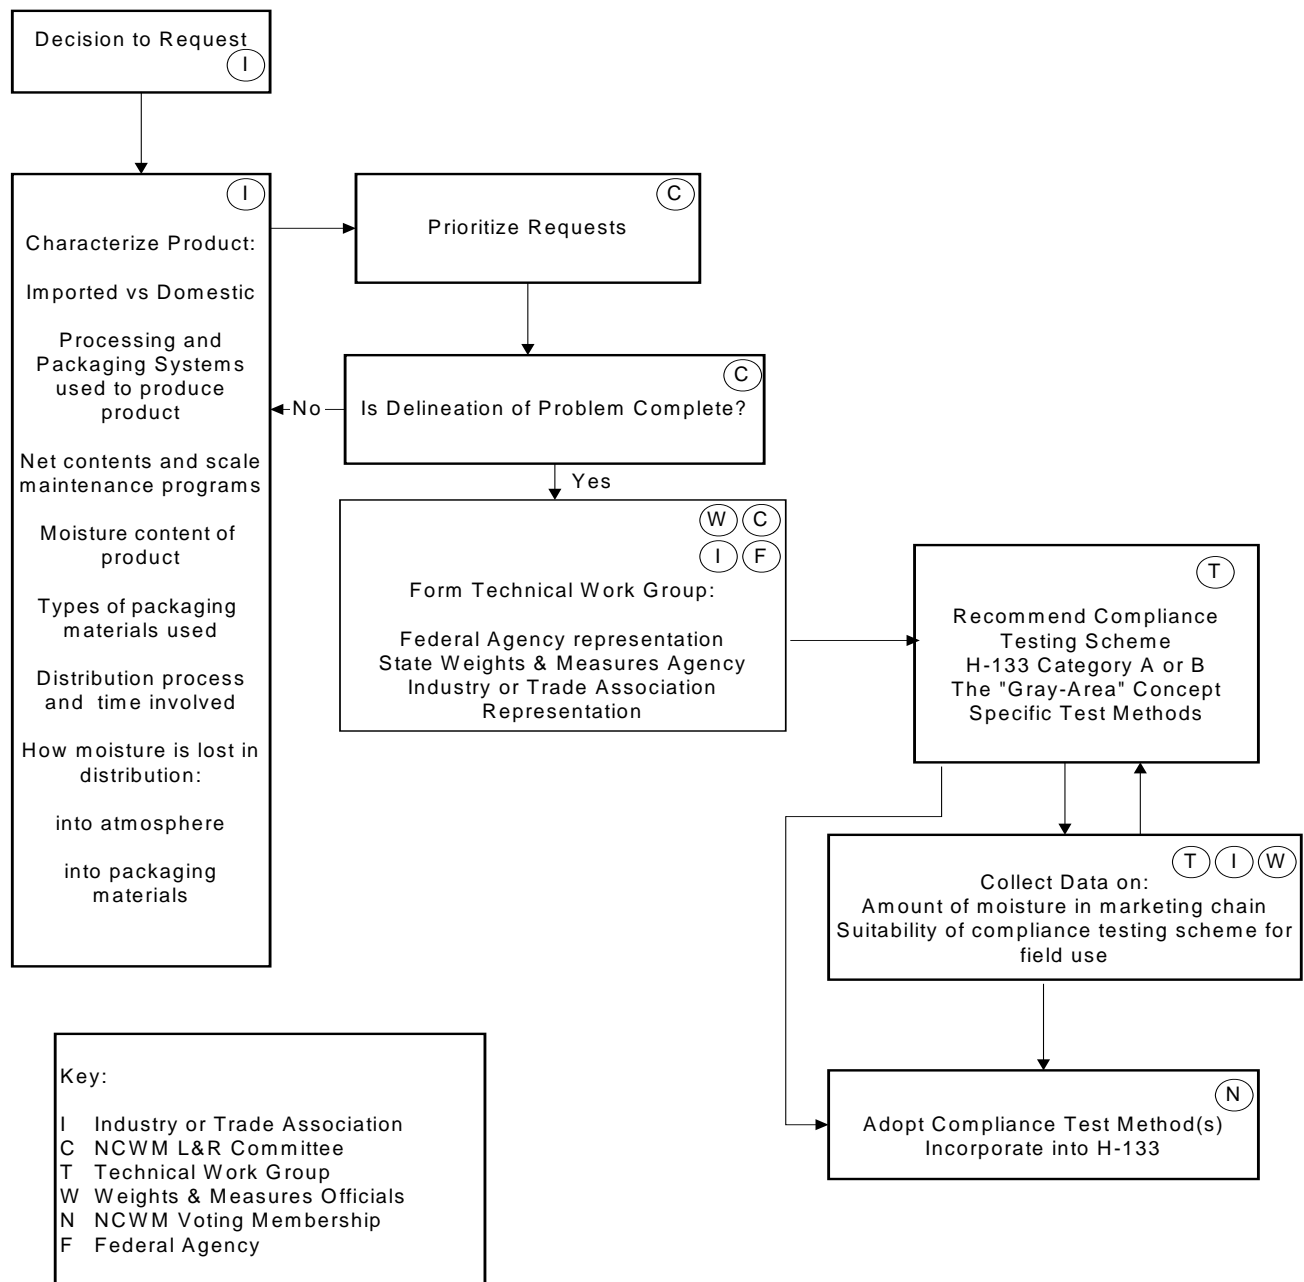 Decision to Request
I
I
Characterize Product:
Imported vs Domestic
Processing and
Packaging Systems
used to produce
product
Net contents and scale
maintenance programs
Moisture content of
product
Types of packaging
materials used
Distribution process
and time involved
How moisture is lost in
distribution:
into atmosphere
into packaging
materials
C
Prioritize Requests
C
Is Delineation of Problem Complete?
No
Yes
W C
I F
Form Technical Work Group:
Federal Agency representation
State Weights & Measures Agency
Industry or Trade Association
Representation
T
Recommend Compliance
Testing Scheme
H-133 Category A or B
The "Gray-Area" Concept
Specific Test Methods
T I W
Collect Data on:
Amount of moisture in marketing chain
Suitability of compliance testing scheme for
field use
N
Adopt Compliance Test Method(s)
Incorporate into H-133
Key:
I Industry or Trade Association
C NCWM L&R Committee
T Technical Work Group
W Weights & Measures Officials
N NCWM Voting Membership
F Federal Agency